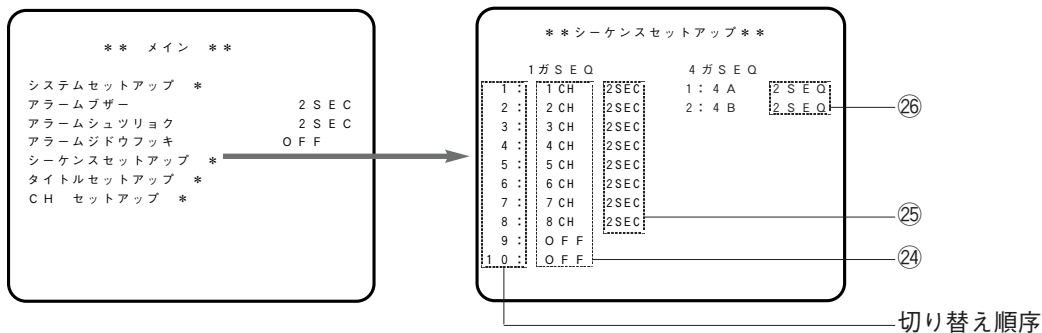 ** メイン **
システムセットアップ *
アラームブザー 2SEC
アラームシュツリョク 2SEC
アラームジドウフッキ OFF
シーケンスセットアップ *
タイトルセットアップ *
CH セットアップ *
**シーケンスセットアップ**
1ガSEQ 4ガSEQ
1: 1CH 2SEC 1:4A 2SEQ
2: 2CH 2SEC 2:4B 2SEQ
3: 3CH 2SEC
4: 4CH 2SEC
5: 5CH 2SEC
6: 6CH 2SEC
7: 7CH 2SEC
8: 8CH 2SEC
9: OFF
10: OFF
㉖
㉕
㉔
切り替え順序